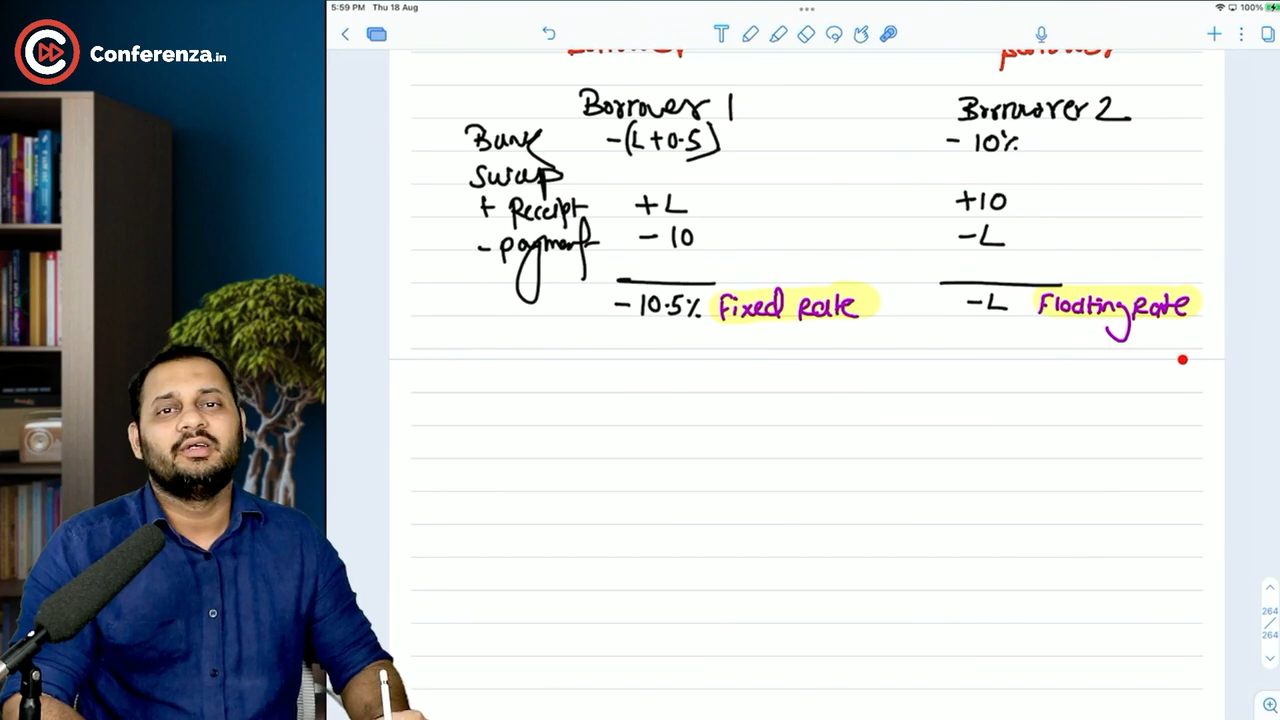 5:59 PM Thu 18 Aug
100%
Conferenza.in
Borrower 1 Borrower 2
Bank -(L+0.5) - 10%
Swap
+ Receipt +L +10
- payment - 10 -L
- 10.5% Fixed Rate -L Floating Rate
264
/
264